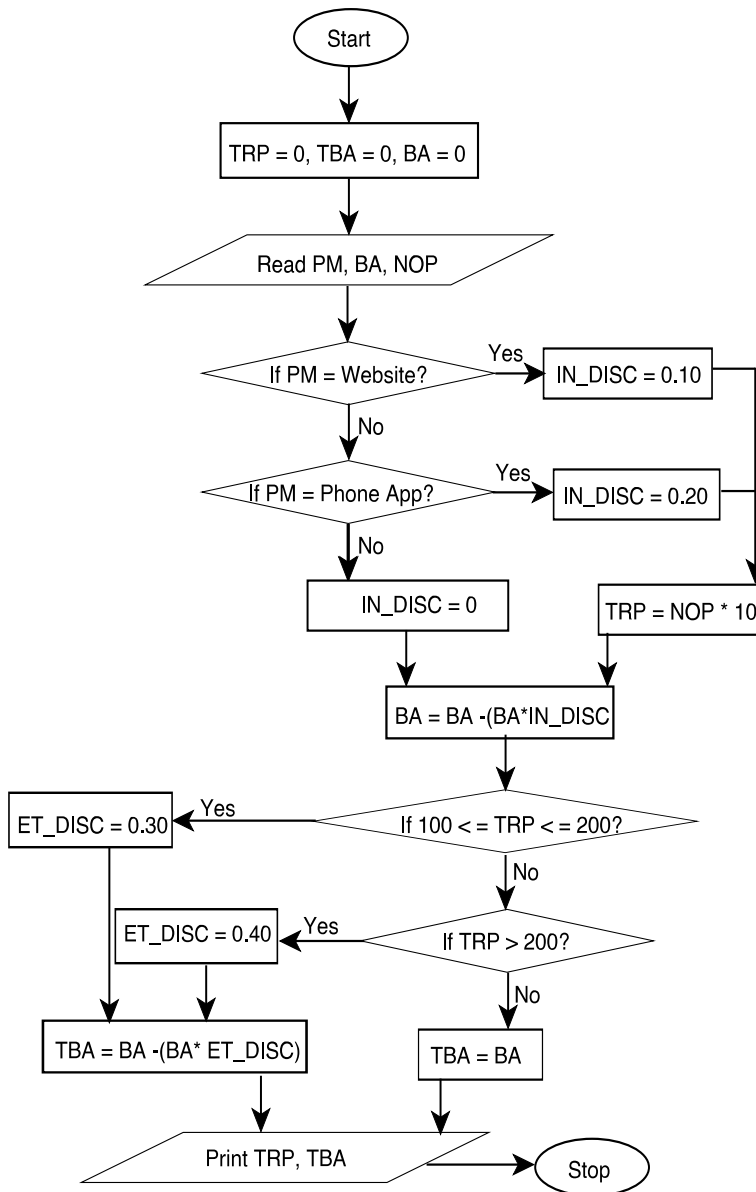 Start
TRP = 0, TBA = 0, BA = 0
Read PM, BA, NOP
If PM = Website?
Yes
IN_DISC = 0.10
No
If PM = Phone App?
Yes
IN_DISC = 0.20
No
IN_DISC = 0
TRP = NOP * 10
BA = BA -(BA*IN_DISC
If 100 < = TRP < = 200?
Yes
ET_DISC = 0.30
No
If TRP > 200?
Yes
ET_DISC = 0.40
No
TBA = BA -(BA* ET_DISC)
TBA = BA
Print TRP, TBA
Stop